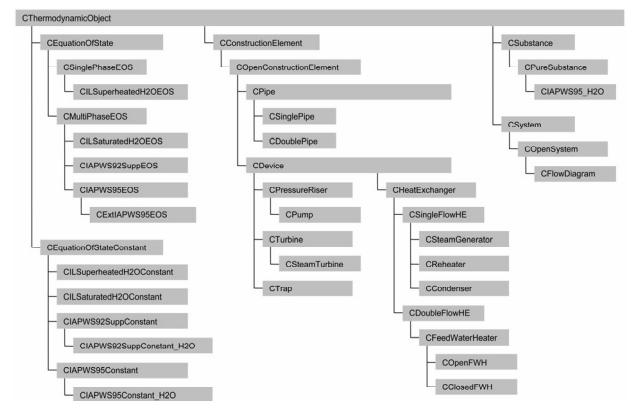 CThermodynamicObject
CEquationOfState
CSinglePhaseEOS
CILSuperheatedH2OEOS
CMultiPhaseEOS
CILSaturatedH2OEOS
CIAPWS92SuppEOS
CIAPWS95EOS
CExtIAPWS95EOS
CEquationOfStateConstant
CILSuperheatedH2OConstant
CILSaturatedH2OConstant
CIAPWS92SuppConstant
CIAPWS92SuppConstant_H2O
CIAPWS95Constant
CIAPWS95Constant_H2O
CConstructionElement
COpenConstructionElement
CPipe
CSinglePipe
CDoublePipe
CDevice
CPressureRiser
CPump
CTurbine
CSteamTurbine
CTrap
CHeatExchanger
CSingleFlowHE
CSteamGenerator
CReheater
CCondenser
CDoubleFlowHE
CFeedWaterHeater
COpenFWH
CClosedFWH
CSubstance
CPureSubstance
CIAPWS95_H2O
CSystem
COpenSystem
CFlowDiagram